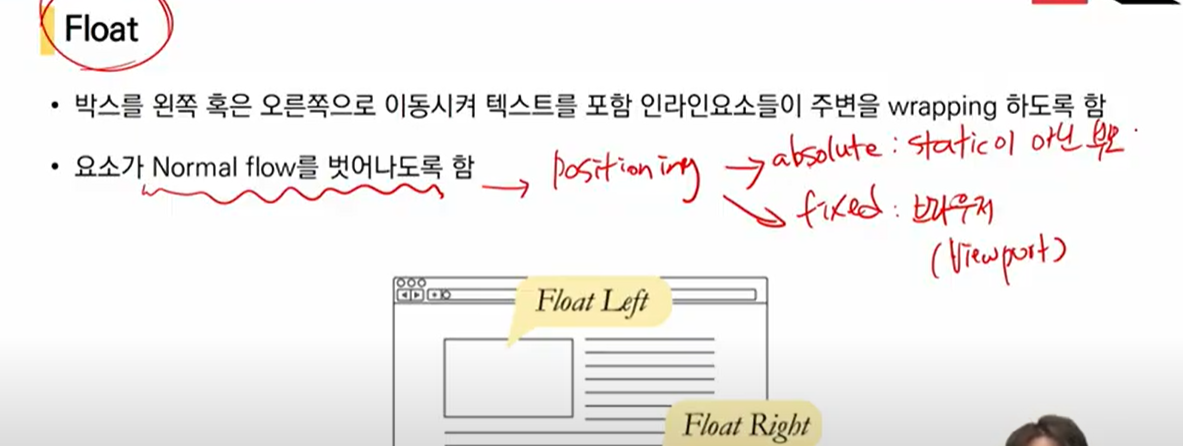 Float
• 박스를 왼쪽 혹은 오른쪽으로 이동시켜 텍스트를 포함 인라인요소들이 주변을 wrapping 하도록 함
• 요소가 Normal flow를 벗어나도록 함 → positioning → absolute : static이 아닌 부모
→ fixed : 브라우저
(Viewport)
Float Left
Float Right